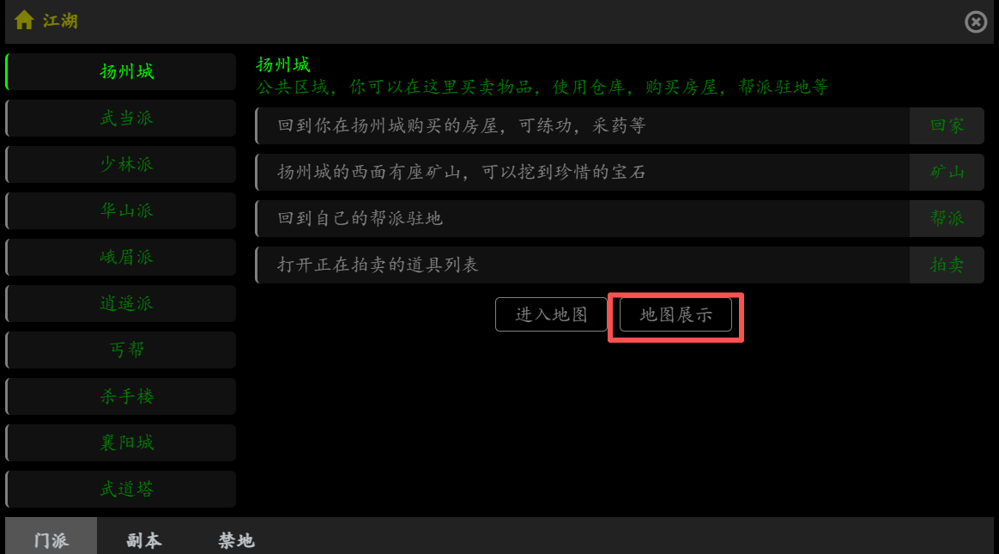 江湖
扬州城
武当派
少林派
华山派
峨眉派
逍遥派
丐帮
杀手楼
襄阳城
武道塔
扬州城
公共区域，你可以在这里买卖物品，使用仓库，购买房屋，帮派驻地等
回到你在扬州城购买的房屋，可练功，采药等 回家
扬州城的西面有座矿山，可以挖到珍惜的宝石 矿山
回到自己的帮派驻地 帮派
打开正在拍卖的道具列表 拍卖
进入地图 地图展示
门派 副本 禁地